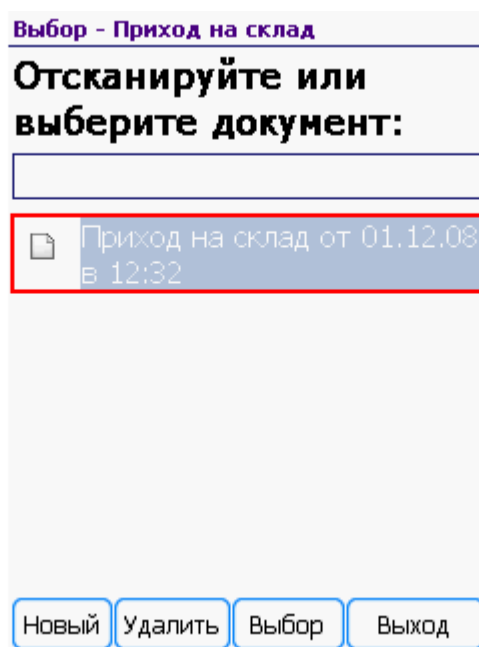 Выбор - Приход на склад
Отсканируйте или
выберите документ:
Приход на склад от 01.12.08
в 12:32
Новый Удалить Выбор Выход